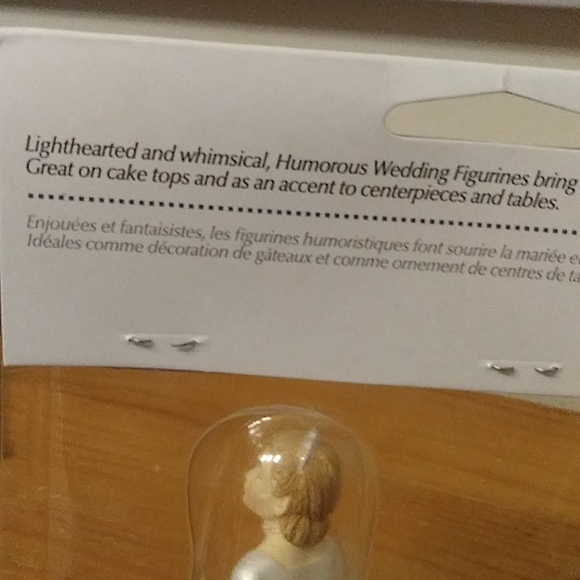 Lighthearted and whimsical, Humorous Wedding Figurines bring
Great on cake tops and as an accent to centerpieces and tables.
Enjouées et fantaisistes, les figurines humoristiques font sourire la mariée
Idéales comme décoration de gâteaux et comme ornement de centres de